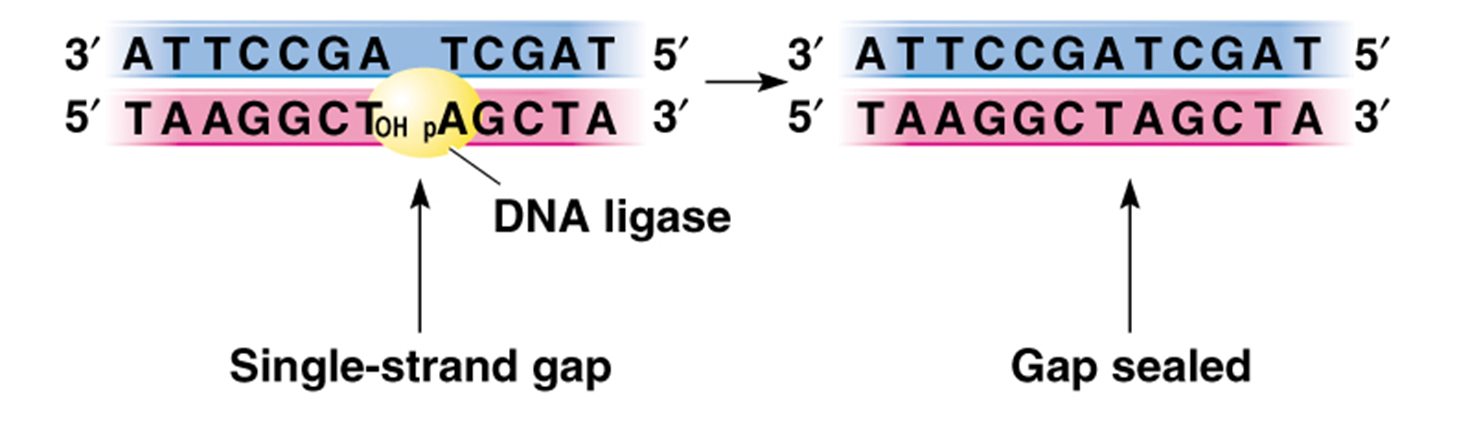 3′ ATTCCGA TCGAT 5′ 3′ ATTCCGATCGAT 5′
5′ TAAGGCTOH pAGCTA 3′ 5′ TAAGGCTAGCTA 3′
DNA ligase
Single-strand gap Gap sealed